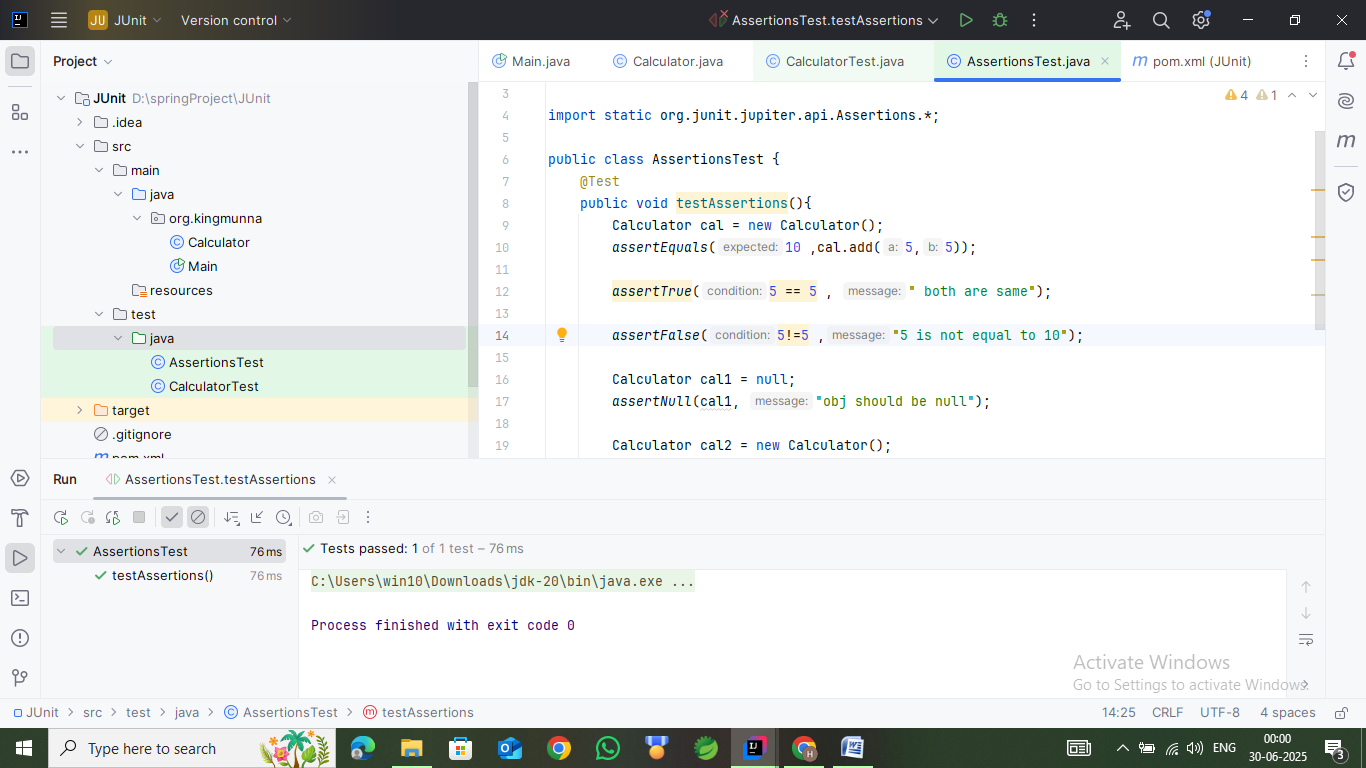 JU JUnit Version control AssertionsTest.testAssertions
Project
JUnit D:\springProject\JUnit
.idea
src
main
java
org.kingmunna
Calculator
Main
resources
test
java
AssertionsTest
CalculatorTest
target
.gitignore
pom.xml
Main.java Calculator.java CalculatorTest.java AssertionsTest.java m pom.xml (JUnit)
4 1
3
4 import static org.junit.jupiter.api.Assertions.*;
5
6 public class AssertionsTest {
7 @Test
8 public void testAssertions(){
9 Calculator cal = new Calculator();
10 assertEquals( expected: 10 ,cal.add( a: 5, b: 5));
11
12 assertTrue( condition: 5 == 5 , message: " both are same");
13
14 assertFalse( condition: 5!=5 , message: "5 is not equal to 10");
15
16 Calculator cal1 = null;
17 assertNull(cal1, message: "obj should be null");
18
19 Calculator cal2 = new Calculator();
Run AssertionsTest.testAssertions
AssertionsTest 76 ms
testAssertions() 76 ms
Tests passed: 1 of 1 test – 76 ms
C:\Users\win10\Downloads\jdk-20\bin\java.exe ...
Process finished with exit code 0
Activate Windows
Go to Settings to activate Windows.
JUnit > src > test > java > AssertionsTest > testAssertions 14:25 CRLF UTF-8 4 spaces
Type here to search
ENG
00:00
30-06-2025
3